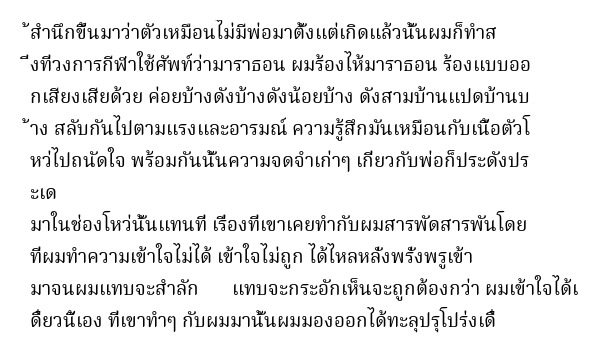 ้สำนึกขึ้นมาว่าตัวเหมือนไม่มีพ่อมาตั้งแต่เกิดแล้วนั้นผมก็ทำส
ิ่งที่วงการกีฬาใช้ศัพท์ว่ามาราธอน ผมร้องไห้มาราธอน ร้องแบบออ
กเสียงเสียด้วย ค่อยบ้างดังบ้างดังน้อยบ้าง ดังสามบ้านแปดบ้านบ
้าง สลับกันไปตามแรงและอารมณ์ ความรู้สึกมันเหมือนกับเนื้อตัวโ
หว่ไปถนัดใจ พร้อมกันนั้นความจดจำเก่าๆ เกี่ยวกับพ่อก็ประดังปร
ะเด
มาในช่องโหว่นั้นแทนที่ เรื่องที่เขาเคยทำกับผมสารพัดสารพันโดย
ที่ผมทำความเข้าใจไม่ได้ เข้าใจไม่ถูก ได้ไหลหลั่งพรั่งพรูเข้า
มาจนผมแทบจะสำลัก แทบจะกระอักเห็นจะถูกต้องกว่า ผมเข้าใจได้เ
ดี๋ยวนี้เอง ที่เขาทำๆ กับผมมานั้นผมมองออกได้ทะลุปรุโปร่งเดี๋